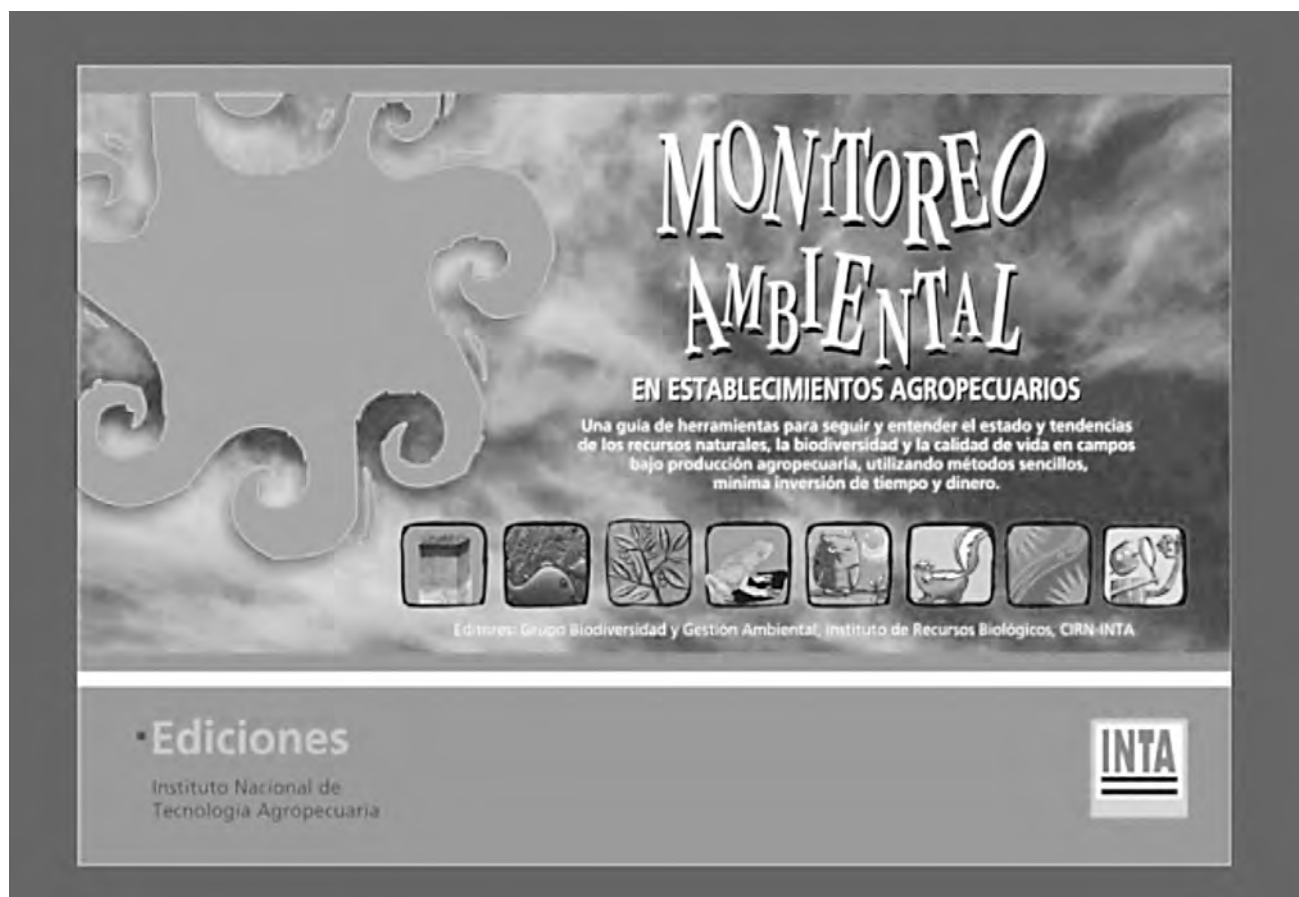 MONITOREO
AMBIENTAL
EN ESTABLECIMIENTOS AGROPECUARIOS
Una guía de herramientas para seguir y entender el estado y tendencias
de los recursos naturales, la biodiversidad y la calidad de vida en campos
bajo producción agropecuaria, utilizando métodos sencillos,
mínima inversión de tiempo y dinero.
Editores: Grupo Biodiversidad y Gestión Ambiental, Instituto de Recursos Biológicos, CIRN-INTA
Ediciones
Instituto Nacional de
Tecnología Agropecuaria
INTA